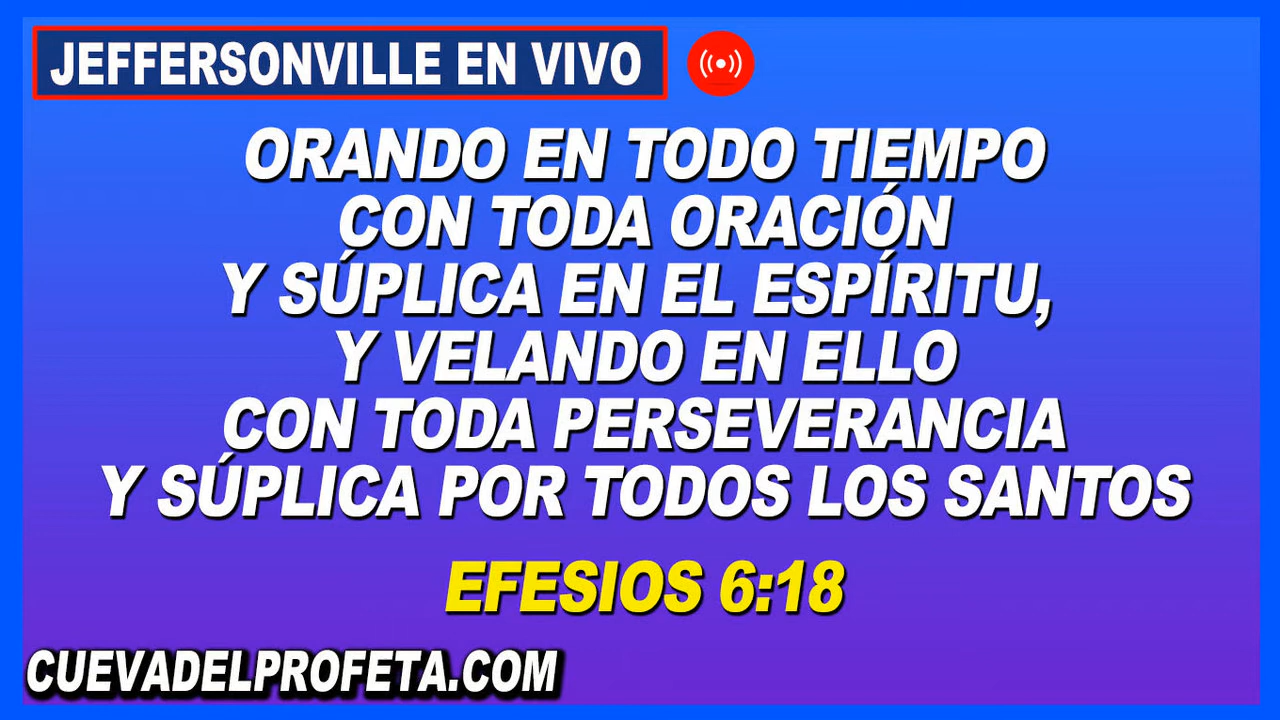 JEFFERSONVILLE EN VIVO
ORANDO EN TODO TIEMPO
CON TODA ORACIÓN
Y SÚPLICA EN EL ESPÍRITU,
Y VELANDO EN ELLO
CON TODA PERSEVERANCIA
Y SÚPLICA POR TODOS LOS SANTOS
EFESIOS 6:18
CUEVADELPROFETA.COM